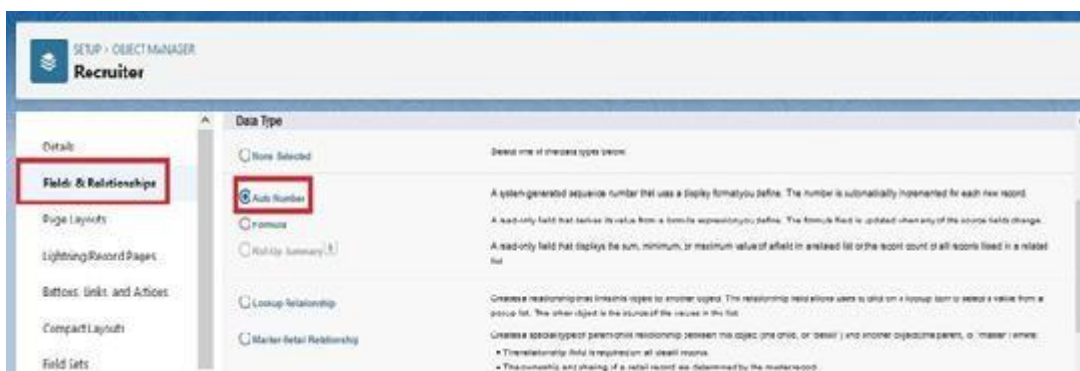 SETUP > OBJECT MANAGER
Recruiter
Data Type
Details
None Selected
Select one of the data types below.
Fields & Relationships
Auto Number
A system-generated sequence number that uses a display format you define. The number is automatically incremented for each new record.
Page Layouts
Formula
A read-only field that derives its value from a formula expression you define. The formula field is updated when any of the source fields change.
Roll-Up Summary
A read-only field that displays the sum, minimum, or maximum value of a field in a related list or the record count of all records listed in a related list.
Lightning Record Pages
Buttons, Links, and Actions
Lookup Relationship
Creates a relationship that links this object to another object. The relationship field allows users to click on a lookup icon to select a value from a
popup list. The other object is the source of the values in the list.
Compact Layouts
Master-Detail Relationship
Creates a special type of parent-child relationship between this object (the child, or "detail") and another object (the parent, or "master") where:
• The relationship field is required on all detail records.
Field Sets
• The ownership and sharing of a detail record are determined by the master record.